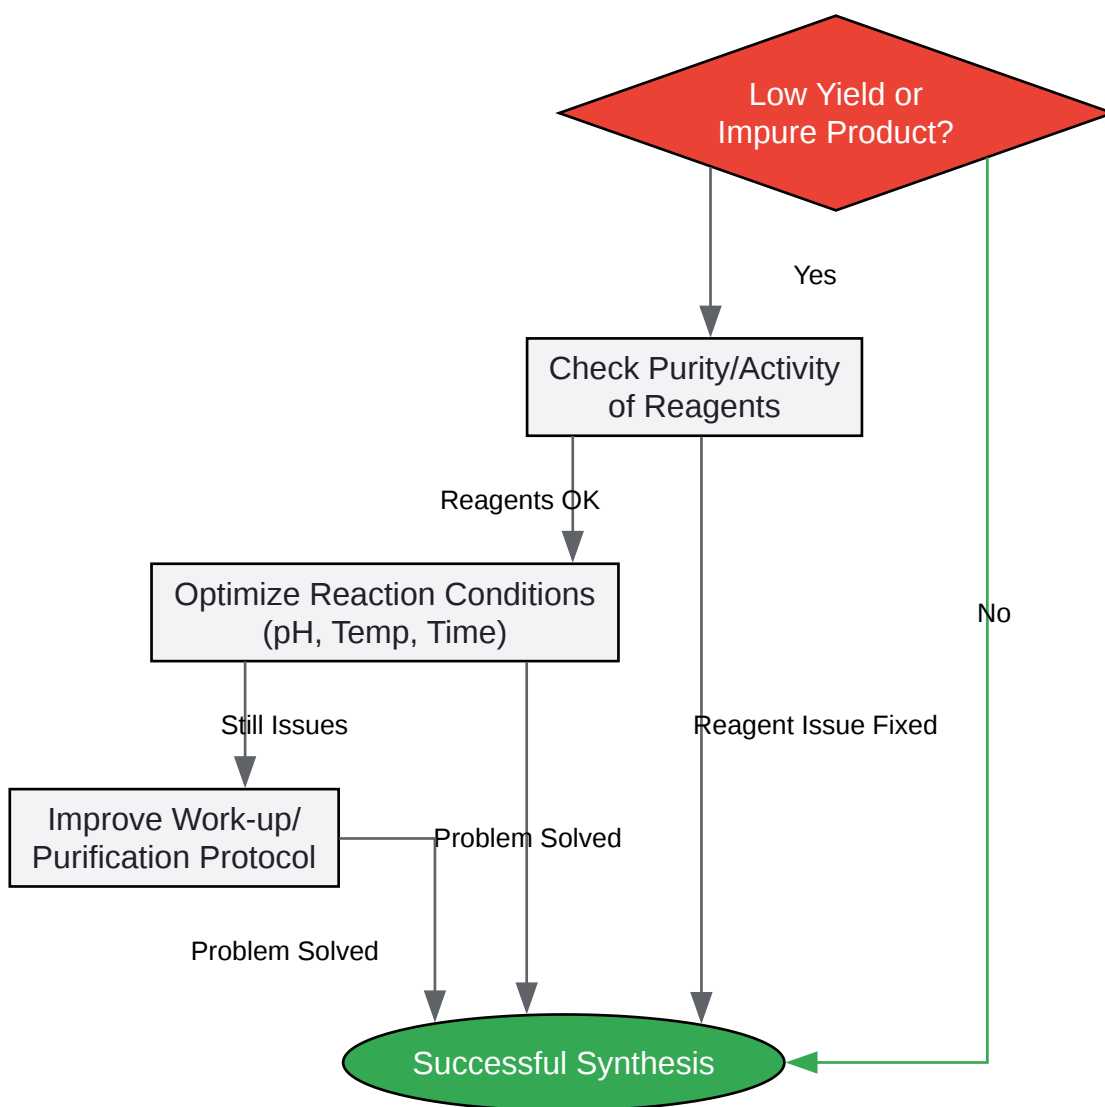 Low Yield or
Impure Product?
Yes
Check Purity/Activity
of Reagents
Reagents OK
Optimize Reaction Conditions
(pH, Temp, Time)
No
Still Issues
Reagent Issue Fixed
Improve Work-up/
Purification Protocol
Problem Solved
Problem Solved
Successful Synthesis